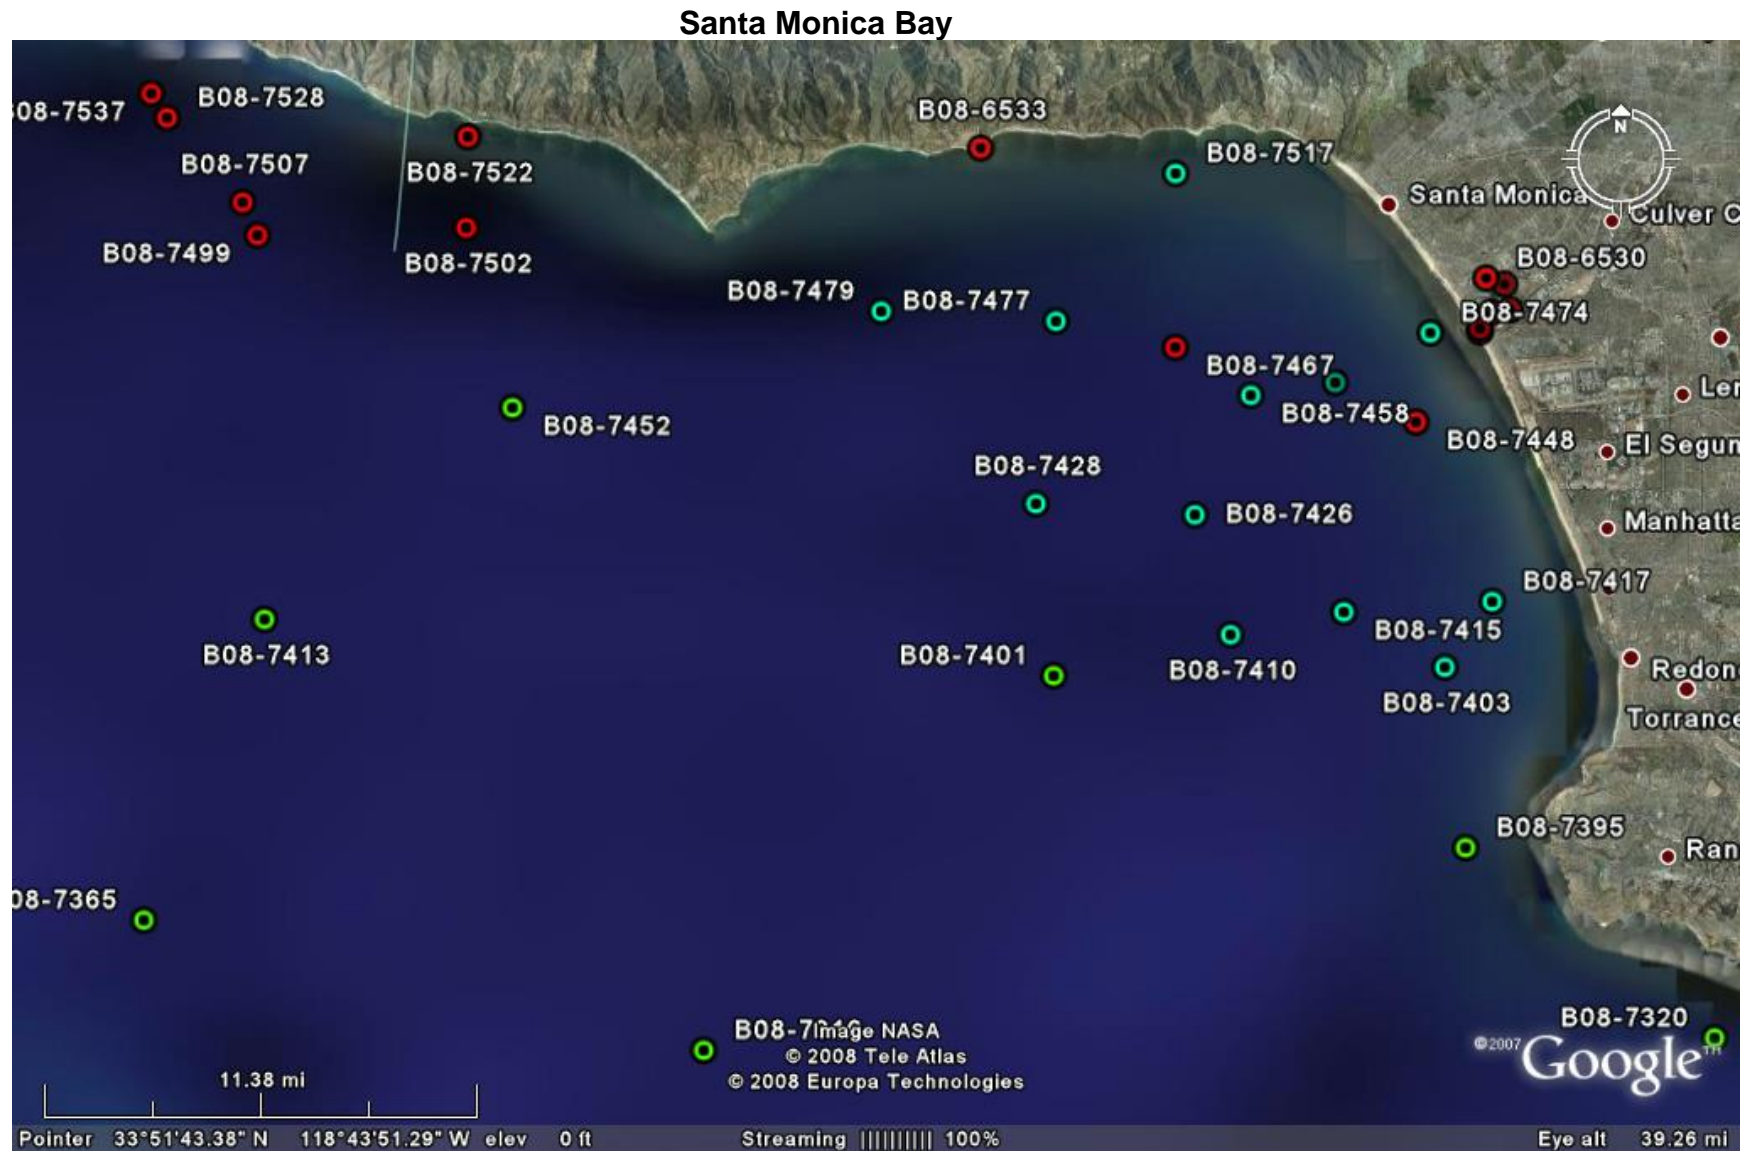 Santa Monica Bay
B08-7528
08-7537
B08-6533
B08-7507
B08-7522
B08-7517
Santa Monica
Culver C
B08-7499
B08-7502
B08-6530
B08-7479
B08-7477
B08-7474
B08-7467
Ler
B08-7458
B08-7452
B08-7448
El Segun
B08-7428
B08-7426
Manhatta
B08-7417
B08-7415
B08-7413
B08-7401
B08-7410
Redon
B08-7403
Torrance
B08-7395
Ran
08-7365
B08-7320
Image NASA
© 2008 Tele Atlas
© 2008 Europa Technologies
©2007 Google™
11.38 mi
Pointer 33°51'43.38" N 118°43'51.29" W elev 0 ft Streaming |||||||||| 100% Eye alt 39.26 mi
N